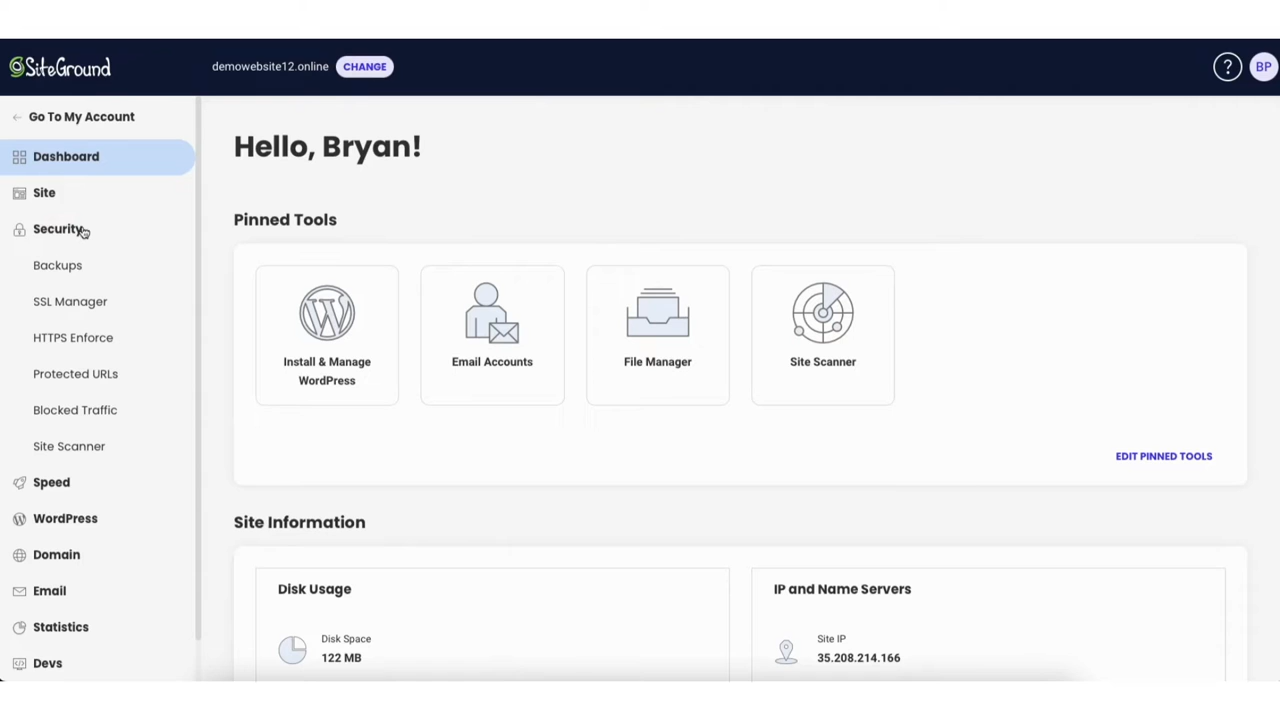 SiteGround
demowebsite12.online CHANGE
? BP
Go To My Account
Dashboard
Site
Security
Backups
SSL Manager
HTTPS Enforce
Protected URLs
Blocked Traffic
Site Scanner
Speed
WordPress
Domain
Email
Statistics
Devs
Hello, Bryan!
Pinned Tools
Install & Manage
WordPress
Email Accounts
File Manager
Site Scanner
EDIT PINNED TOOLS
Site Information
Disk Usage
Disk Space
122 MB
IP and Name Servers
Site IP
35.208.214.166